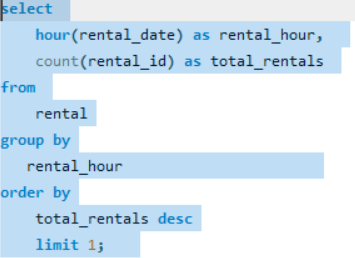 select
hour(rental_date) as rental_hour,
count(rental_id) as total_rentals
from
rental
group by
rental_hour
order by
total_rentals desc
limit 1;